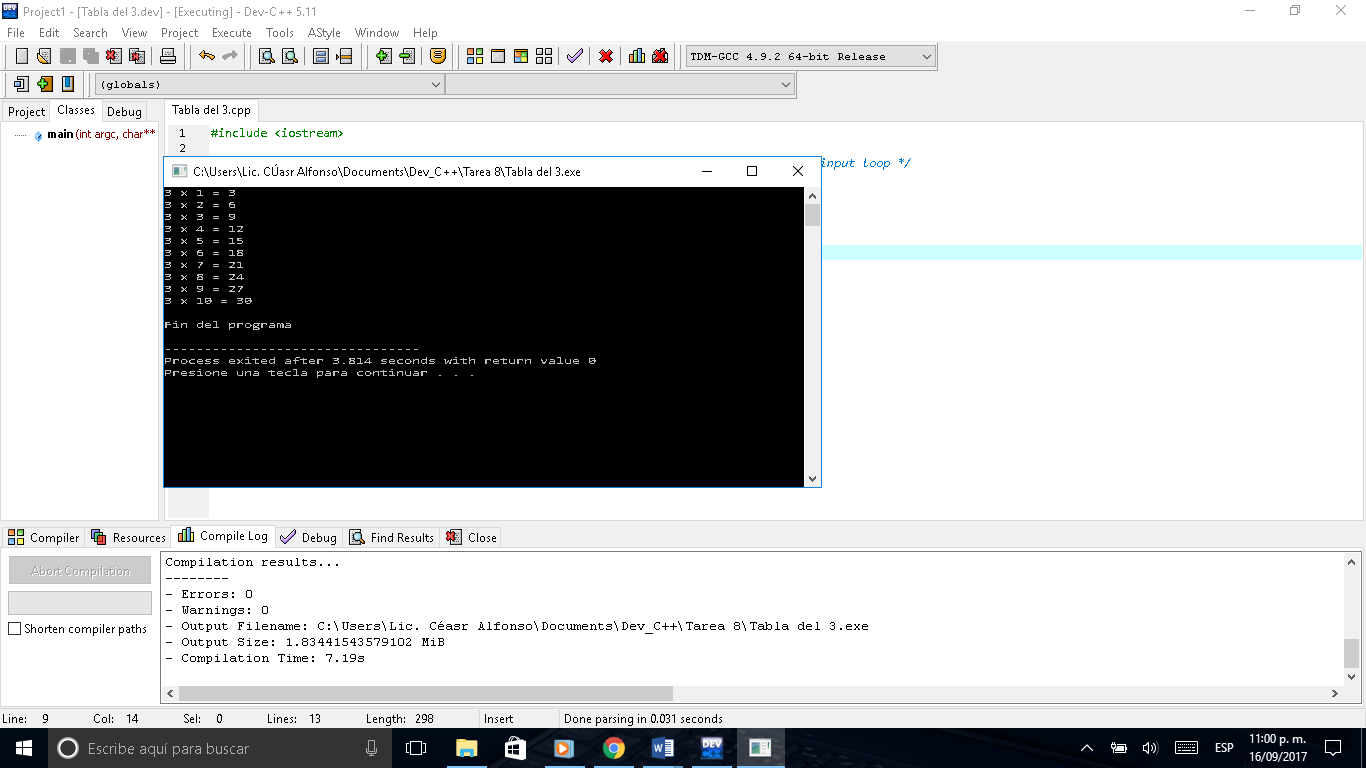 Project1 - [Tabla del 3.dev] - [Executing] - Dev-C++ 5.11
File Edit Search View Project Execute Tools AStyle Window Help
TDM-GCC 4.9.2 64-bit Release
(globals)
Project Classes Debug
Tabla del 3.cpp
main (int argc, char**
1 #include <iostream>
2
input loop */
C:\Users\Lic. CÚasr Alfonso\Documents\Dev_C++\Tarea 8\Tabla del 3.exe
3 x 1 = 3
3 x 2 = 6
3 x 3 = 9
3 x 4 = 12
3 x 5 = 15
3 x 6 = 18
3 x 7 = 21
3 x 8 = 24
3 x 9 = 27
3 x 10 = 30
Fin del programa
--------------------------------
Process exited after 3.814 seconds with return value 0
Presione una tecla para continuar . . .
Compiler Resources Compile Log Debug Find Results Close
Abort Compilation
Shorten compiler paths
Compilation results...
--------
- Errors: 0
- Warnings: 0
- Output Filename: C:\Users\Lic. Céasr Alfonso\Documents\Dev_C++\Tarea 8\Tabla del 3.exe
- Output Size: 1.83441543579102 MiB
- Compilation Time: 7.19s
Line: 9 Col: 14 Sel: 0 Lines: 13 Length: 298 Insert Done parsing in 0.031 seconds
Escribe aquí para buscar
ESP
11:00 p. m.
16/09/2017